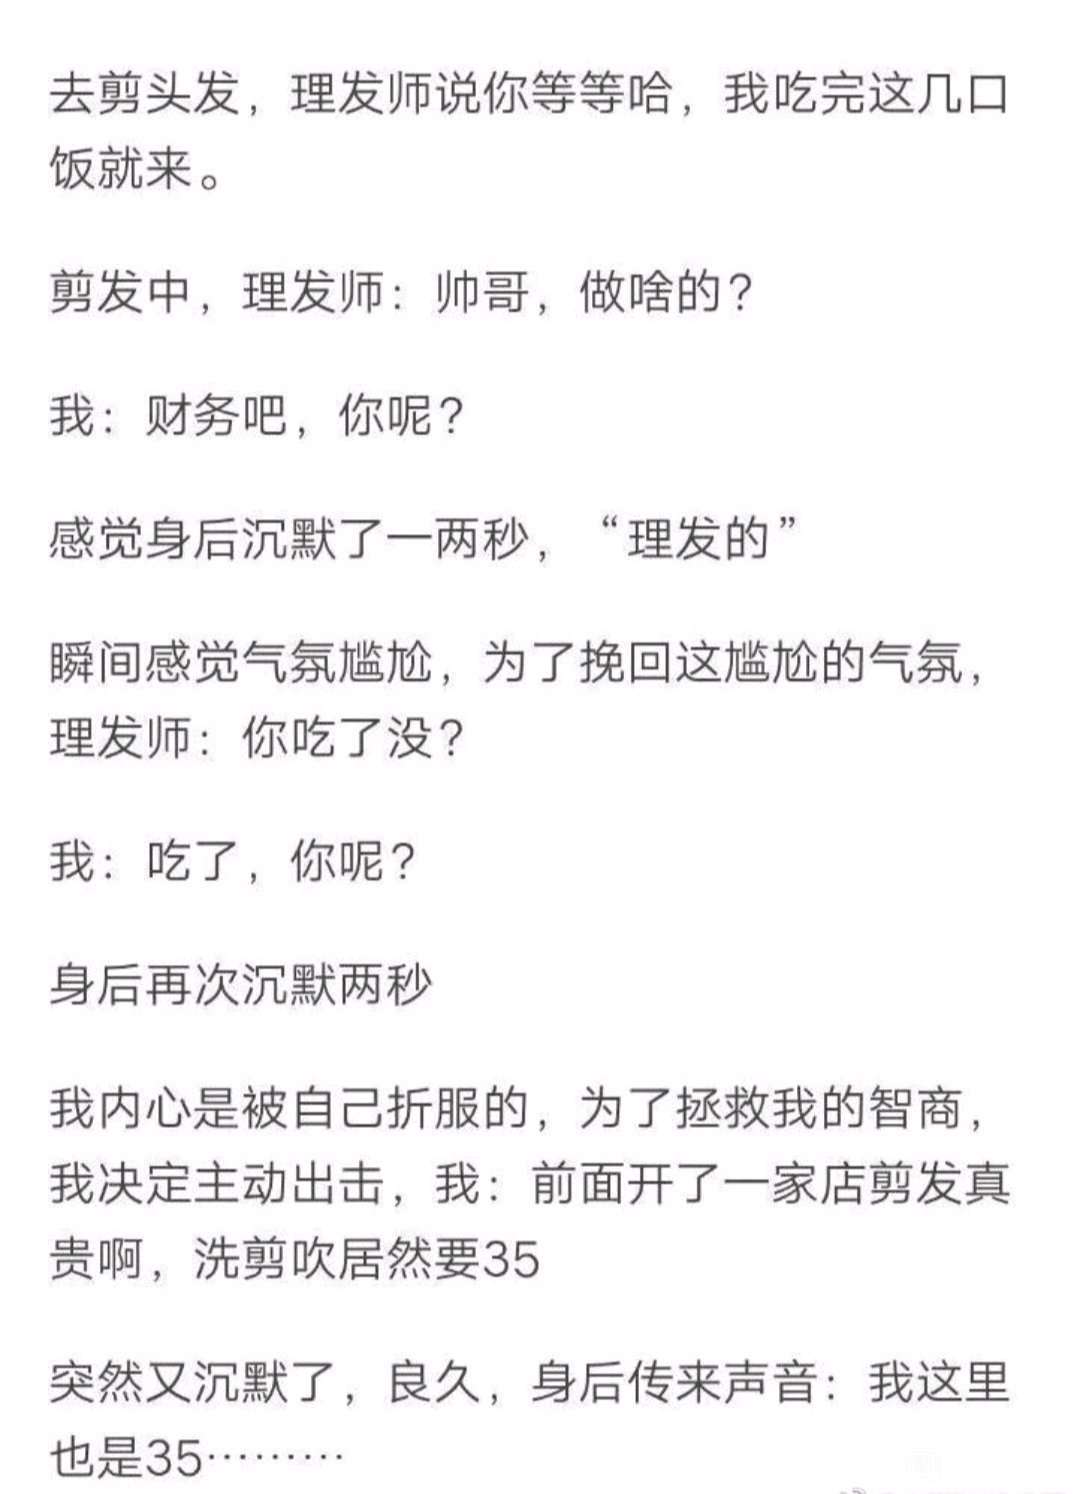 去剪头发，理发师说你等等哈，我吃完这几口
饭就来。
剪发中，理发师：帅哥，做啥的？
我：财务吧，你呢？
感觉身后沉默了一两秒，“理发的”
瞬间感觉气氛尴尬，为了挽回这尴尬的气氛，
理发师：你吃了没？
我：吃了，你呢？
身后再次沉默两秒
我内心是被自己折服的，为了拯救我的智商，
我决定主动出击，我：前面开了一家店剪发真
贵啊，洗剪吹居然要35
突然又沉默了，良久，身后传来声音：我这里
也是35………